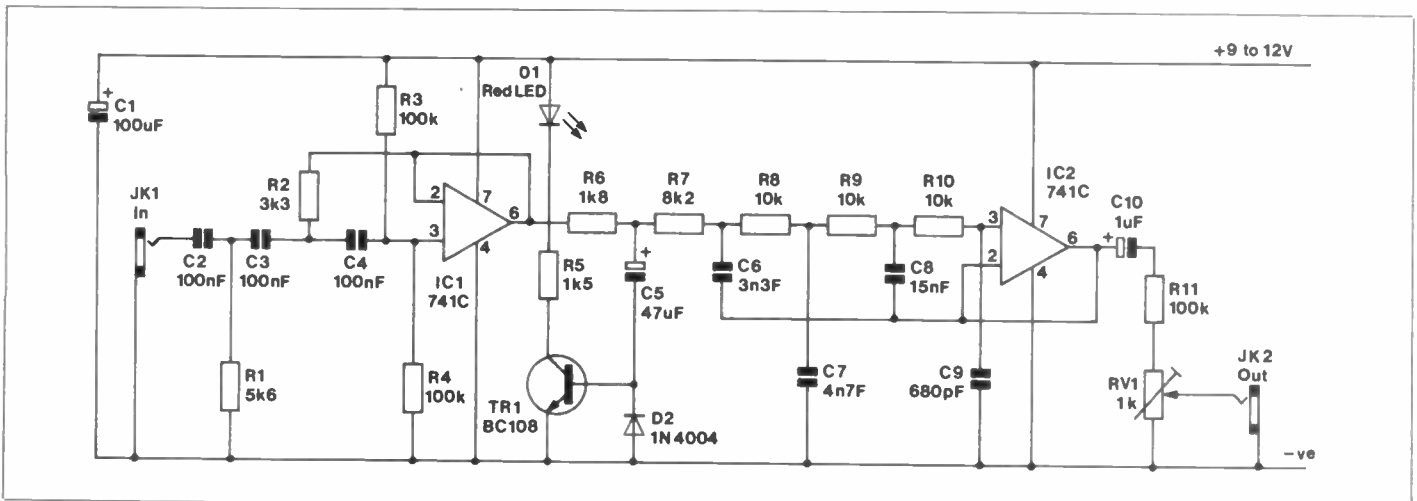 +9 to 12V
C1
100uF
+
JK1
In
C2
100nF
R1
5k6
C3
100nF
R2
3k3
C4
100nF
R3
100k
R4
100k
2
3
7
4
6
IC1
741C
D1
Red LED
R5
1k5
TR1
BC108
R6
1k8
+
C5
47uF
D2
1N4004
R7
8k2
C6
3n3F
R8
10k
C7
4n7F
R9
10k
C8
15nF
R10
10k
C9
680pF
IC2
741C
3
2
7
4
6
C10
1uF
+
R11
100k
RV1
1k
JK2
Out
-ve